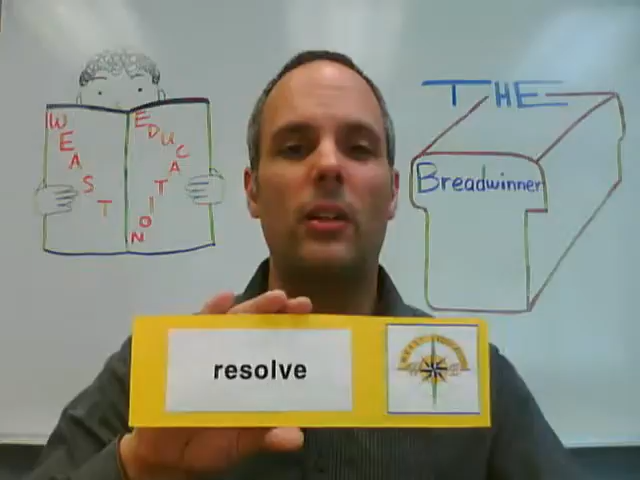 WEAST
EDUCATION
THE
Breadwinner
resolve